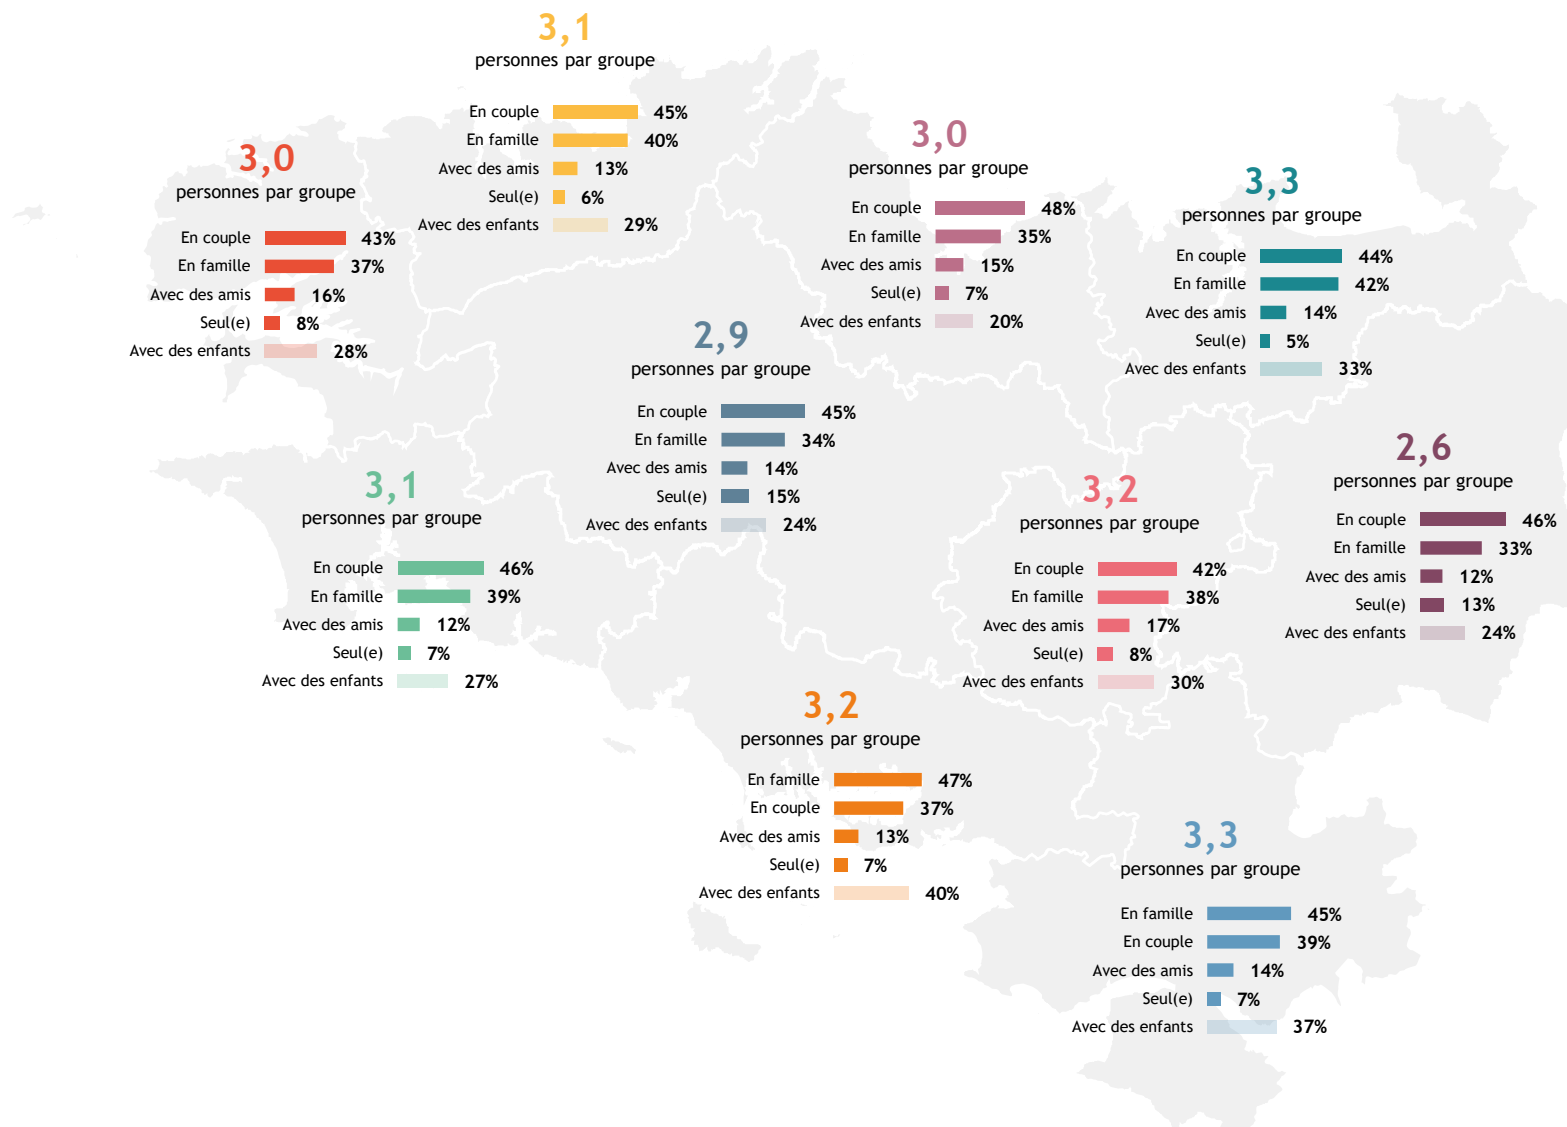 3,1
personnes par groupe
En couple 45%
En famille 40%
Avec des amis 13%
Seul(e) 6%
Avec des enfants 29%
3,0
personnes par groupe
En couple 43%
En famille 37%
Avec des amis 16%
Seul(e) 8%
Avec des enfants 28%
3,0
personnes par groupe
En couple 48%
En famille 35%
Avec des amis 15%
Seul(e) 7%
Avec des enfants 20%
3,3
personnes par groupe
En couple 44%
En famille 42%
Avec des amis 14%
Seul(e) 5%
Avec des enfants 33%
2,9
personnes par groupe
En couple 45%
En famille 34%
Avec des amis 14%
Seul(e) 15%
Avec des enfants 24%
2,6
personnes par groupe
En couple 46%
En famille 33%
Avec des amis 12%
Seul(e) 13%
Avec des enfants 24%
3,1
personnes par groupe
En couple 46%
En famille 39%
Avec des amis 12%
Seul(e) 7%
Avec des enfants 27%
3,2
personnes par groupe
En couple 42%
En famille 38%
Avec des amis 17%
Seul(e) 8%
Avec des enfants 30%
3,2
personnes par groupe
En famille 47%
En couple 37%
Avec des amis 13%
Seul(e) 7%
Avec des enfants 40%
3,3
personnes par groupe
En famille 45%
En couple 39%
Avec des amis 14%
Seul(e) 7%
Avec des enfants 37%